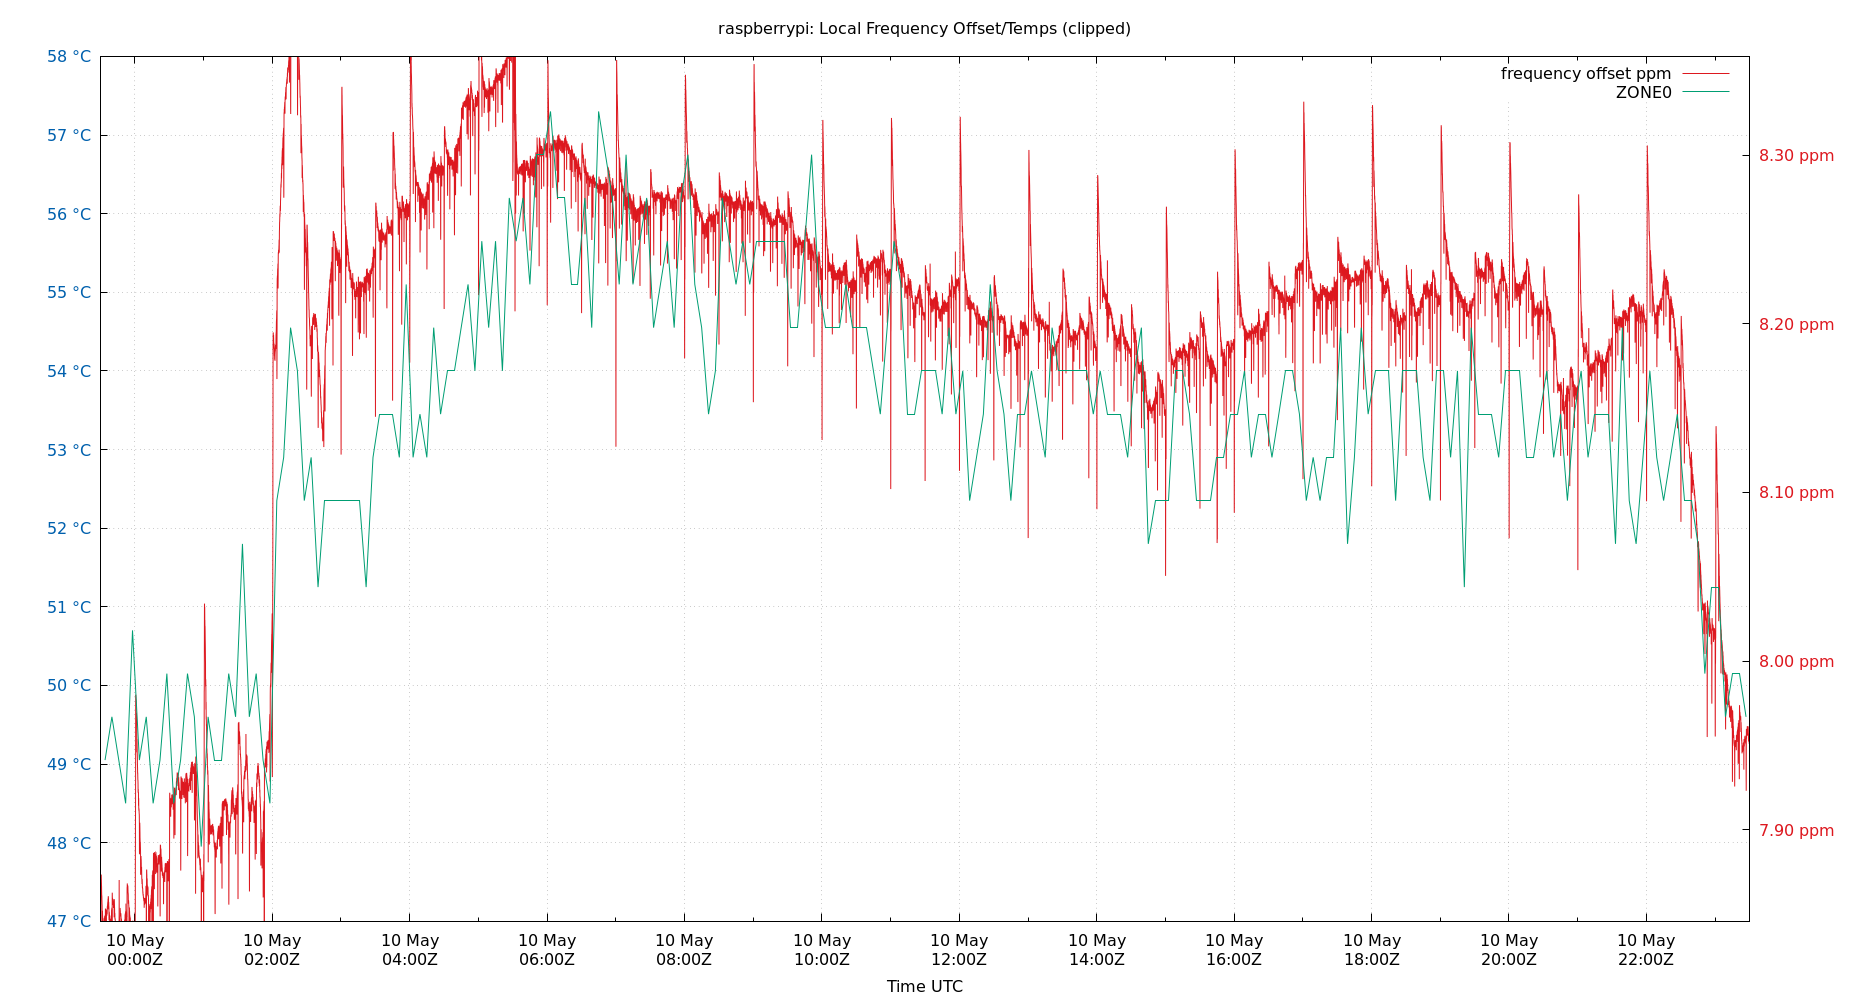 raspberrypi: Local Frequency Offset/Temps (clipped)
frequency offset ppm
ZONE0
58 °C
57 °C
56 °C
55 °C
54 °C
53 °C
52 °C
51 °C
50 °C
49 °C
48 °C
47 °C
8.30 ppm
8.20 ppm
8.10 ppm
8.00 ppm
7.90 ppm
10 May 10 May 10 May 10 May 10 May 10 May 10 May 10 May 10 May 10 May 10 May 10 May
00:00Z 02:00Z 04:00Z 06:00Z 08:00Z 10:00Z 12:00Z 14:00Z 16:00Z 18:00Z 20:00Z 22:00Z
Time UTC